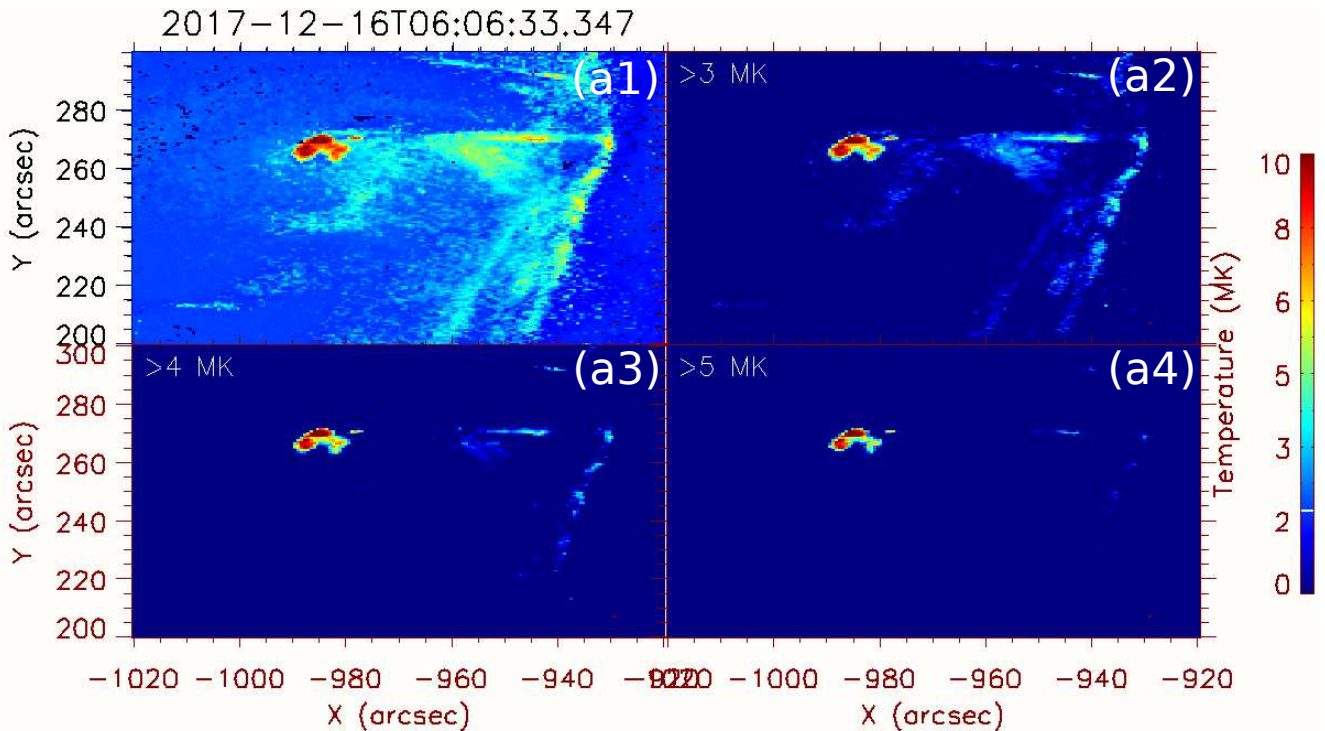 2017-12-16T06:06:33.347
(a1)
>3 MK
(a2)
280
260
240
220
200
Y (arcsec)
>4 MK
(a3)
>5 MK
(a4)
300
280
260
240
220
200
Y (arcsec)
-1020 -1000 -980 -960 -940 -920
X (arcsec)
-1020 -1000 -980 -960 -940 -920
X (arcsec)
Temperature (MK)
10
8
6
5
3
2
0